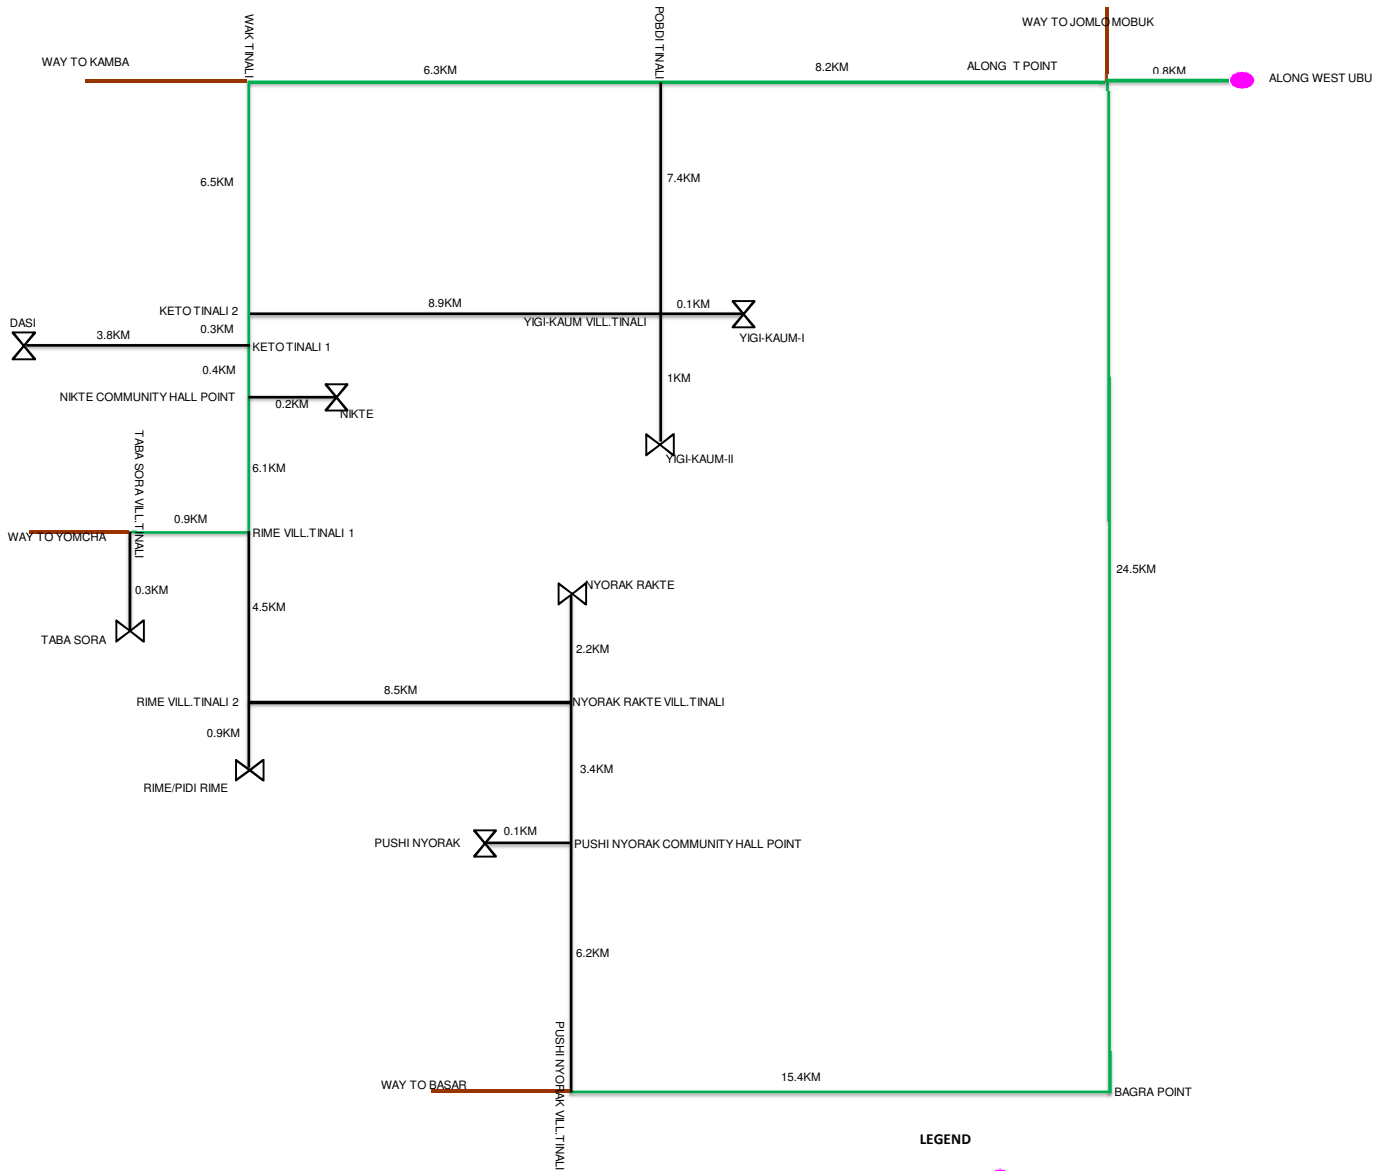 WAY TO JOMLO MOBUK
WAK TINALI
POBDI TINALI
WAY TO KAMBA
6.3KM
8.2KM
ALONG T POINT
0.8KM
ALONG WEST UBU
6.5KM
7.4KM
KETO TINALI 2
8.9KM
0.1KM
DASI
3.8KM
0.3KM
YIGI-KAUM VILL.TINALI
YIGI-KAUM-I
KETO TINALI 1
0.4KM
1KM
NIKTE COMMUNITY HALL POINT
0.2KM
NIKTE
TABA SORA VILL.TINALI
YIGI-KAUM-II
6.1KM
0.9KM
WAY TO YOMCHA
RIME VILL.TINALI 1
24.5KM
0.3KM
NYORAK RAKTE
4.5KM
TABA SORA
2.2KM
8.5KM
RIME VILL.TINALI 2
NYORAK RAKTE VILL.TINALI
0.9KM
3.4KM
RIME/PIDI RIME
0.1KM
PUSHI NYORAK
PUSHI NYORAK COMMUNITY HALL POINT
6.2KM
PUSHI NYORAK VILL.TINALI
WAY TO BASAR
15.4KM
BAGRA POINT
LEGEND